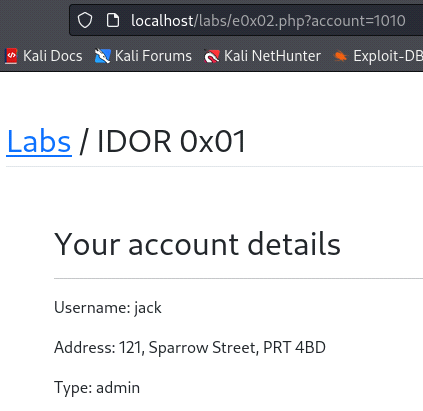 localhost/labs/e0x02.php?account=1010
Kali Docs Kali Forums Kali NetHunter Exploit-DB
Labs / IDOR 0x01
Your account details
Username: jack
Address: 121, Sparrow Street, PRT 4BD
Type: admin